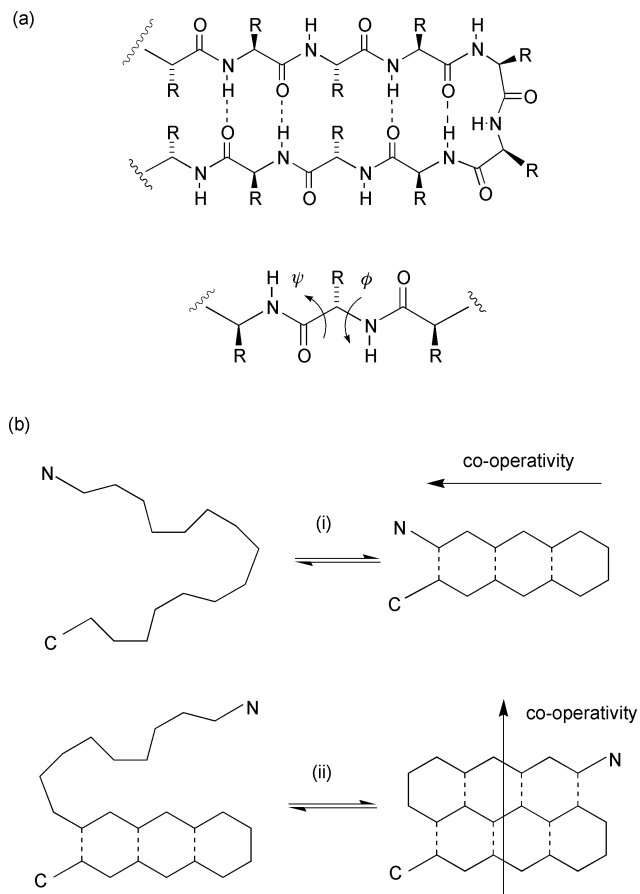 (a)
O R H O R H
N N N N R
R H O R H O O
H N
R O H R O H
N N N N R
H R O R O
H ψ R φ O
N N
R O H R
(b)
N
C
(i)
co-operativity
N
C
N
C
(ii)
co-operativity
N
C